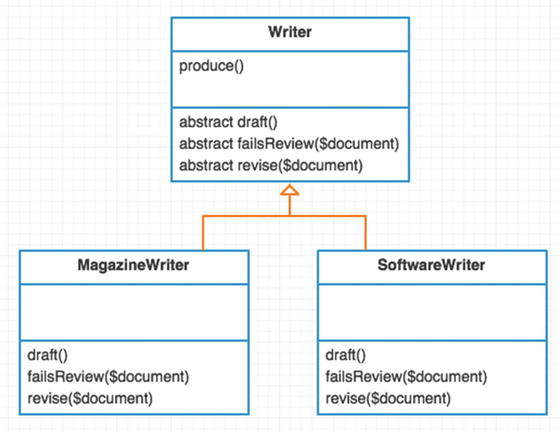 Writer
produce()
abstract draft()
abstract failsReview($document)
abstract revise($document)
MagazineWriter
draft()
failsReview($document)
revise($document)
SoftwareWriter
draft()
failsReview($document)
revise($document)